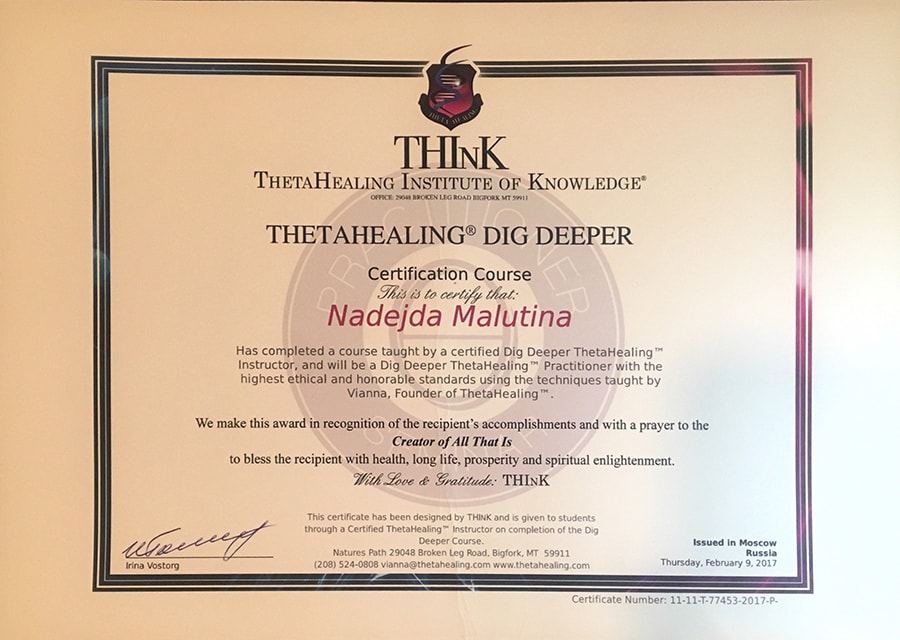 THETA HEALING
THInK
ThetaHealing Institute of Knowledge®
OFFICE: 29048 BROKEN LEG ROAD BIGFORK MT 59911
THETAHEALING® DIG DEEPER
Certification Course
This is to certify that:
Nadejda Malutina
PRACTITIONER
Has completed a course taught by a certified Dig Deeper ThetaHealing™
Instructor, and will be a Dig Deeper ThetaHealing™ Practitioner with the
highest ethical and honorable standards using the techniques taught by
Vianna, Founder of ThetaHealing™.
We make this award in recognition of the recipient's accomplishments and with a prayer to the
Creator of All That Is
to bless the recipient with health, long life, prosperity and spiritual enlightenment.
With Love & Gratitude: THInK
This certificate has been designed by THINK and is given to students
through a Certified ThetaHealing™ Instructor on completion of the Dig
Deeper Course.
Natures Path 29048 Broken Leg Road, Bigfork, MT 59911
(208) 524-0808 vianna@thetahealing.com www.thetahealing.com
Irina Vostorg
Issued in Moscow
Russia
Thursday, February 9, 2017
Certificate Number: 11-11-T-77453-2017-P-